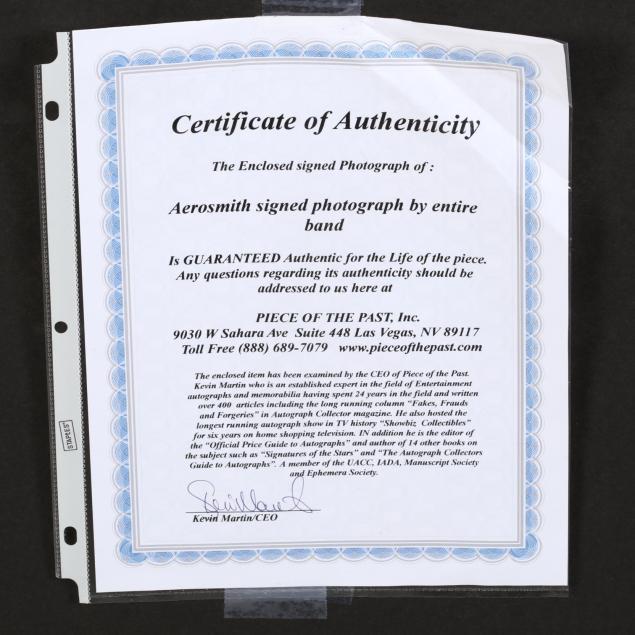 Certificate of Authenticity
The Enclosed signed Photograph of :
Aerosmith signed photograph by entire
band
Is GUARANTEED Authentic for the Life of the piece.
Any questions regarding its authenticity should be
addressed to us here at
PIECE OF THE PAST, Inc.
9030 W Sahara Ave Suite 448 Las Vegas, NV 89117
Toll Free (888) 689-7079 www.pieceofthepast.com
The enclosed item has been examined by the CEO of Piece of the Past.
Kevin Martin who is an established expert in the field of Entertainment
autographs and memorabilia having spent 24 years in the field and written
over 400 articles including the long running column "Fakes, Frauds
and Forgeries" in Autograph Collector magazine. He also hosted the
longest running autograph show in TV history "Showbiz Collectibles"
for six years on home shopping television. IN addition he is the editor of
the "Official Price Guide to Autographs" and author of 14 other books on
the subject such as "Signatures of the Stars" and "The Autograph Collectors
Guide to Autographs". A member of the UACC, IADA, Manuscript Society
and Ephemera Society.
Kevin Martin/CEO
STAPLES